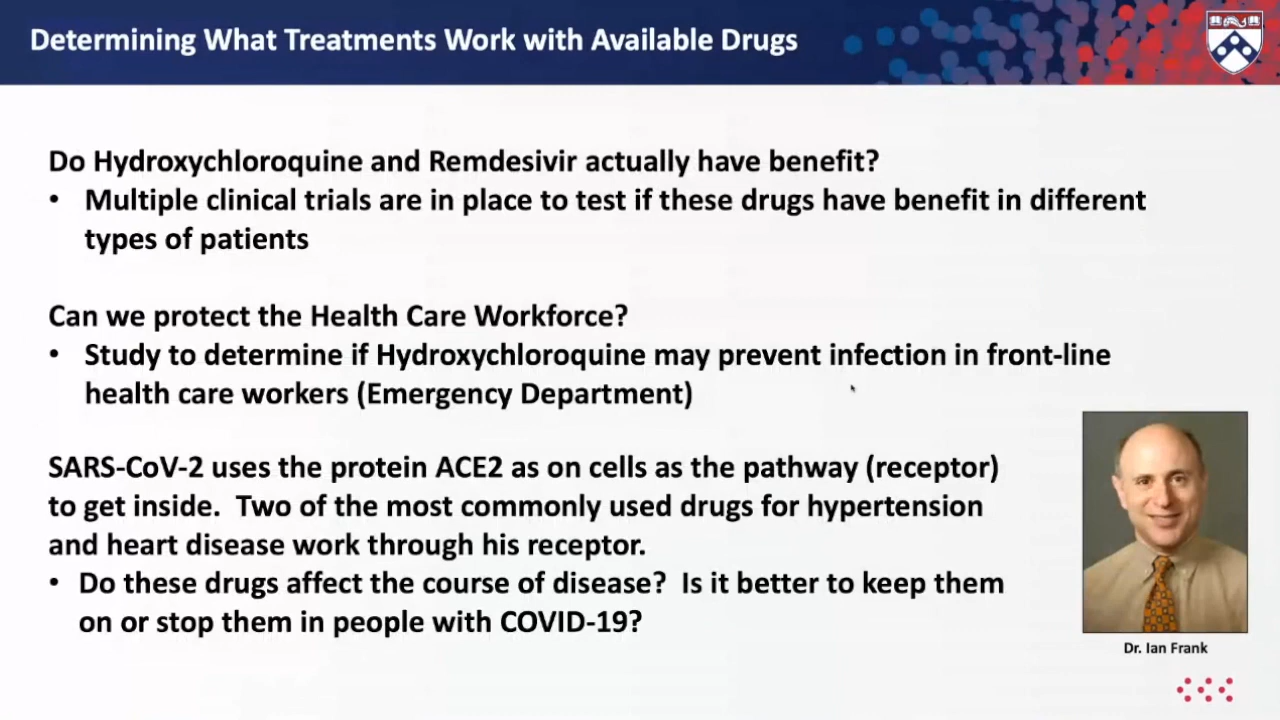 Determining What Treatments Work with Available Drugs
Do Hydroxychloroquine and Remdesivir actually have benefit?
• Multiple clinical trials are in place to test if these drugs have benefit in different
types of patients
Can we protect the Health Care Workforce?
• Study to determine if Hydroxychloroquine may prevent infection in front-line
health care workers (Emergency Department)
SARS-CoV-2 uses the protein ACE2 as on cells as the pathway (receptor)
to get inside.  Two of the most commonly used drugs for hypertension
and heart disease work through his receptor.
• Do these drugs affect the course of disease?  Is it better to keep them
on or stop them in people with COVID-19?
Dr. Ian Frank